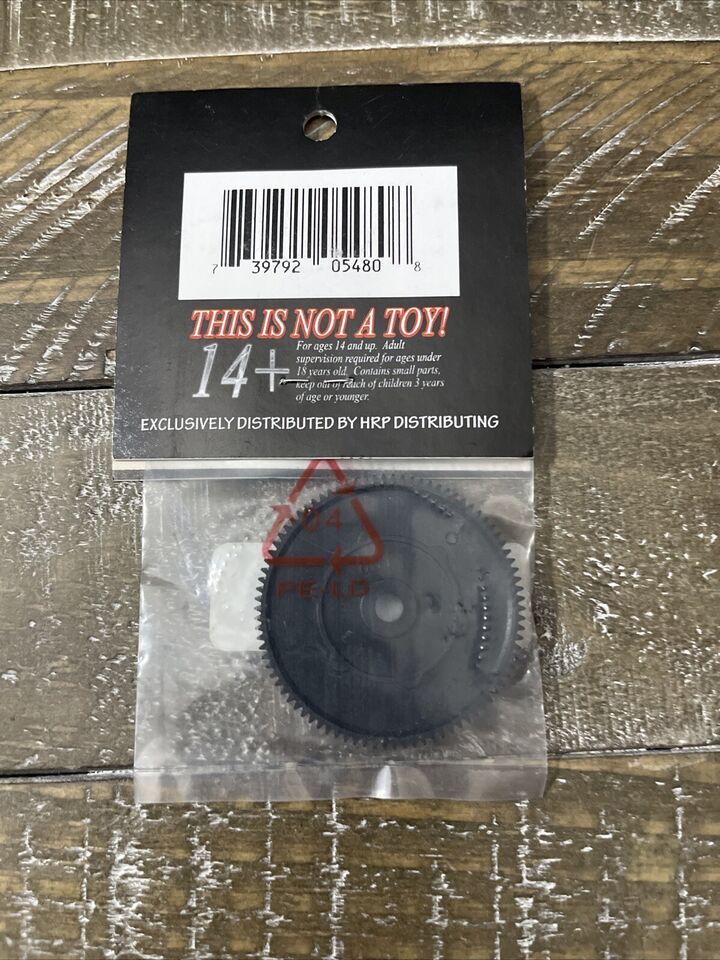 7 39792 05480 8
THIS IS NOT A TOY!
14+
For ages 14 and up. Adult
supervision required for ages under
18 years old. Contains small parts,
keep out of reach of children 3 years
of age or younger.
EXCLUSIVELY DISTRIBUTED BY HRP DISTRIBUTING
04
PE-LD